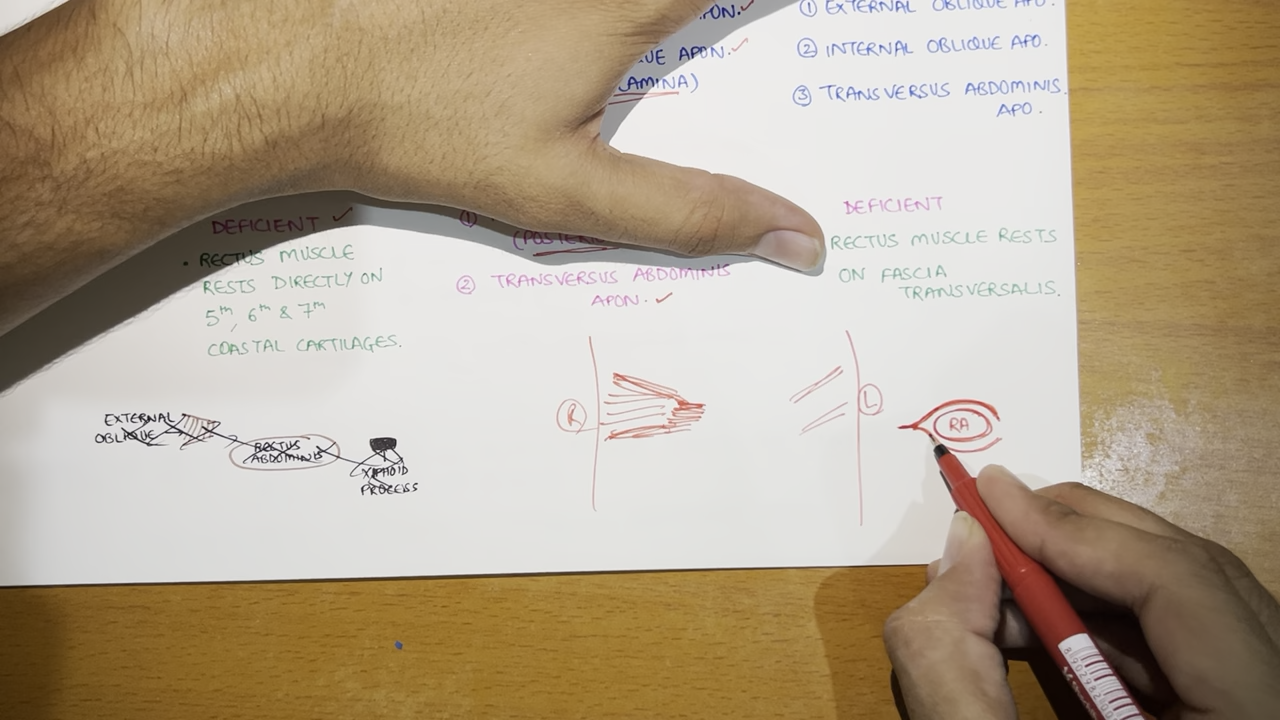 ① EXTERNAL OBLIQUE APO.
② INTERNAL OBLIQUE APO.
③ TRANSVERSUS ABDOMINIS.
APO.
APON. ✓
APON. ✓
LAMINA)
DEFICIENT ✓
• RECTUS MUSCLE
RESTS DIRECTLY ON
5th, 6th & 7th
COASTAL CARTILAGES.
①
② TRANSVERSUS ABDOMINIS
APON. ✓
DEFICIENT
RECTUS MUSCLE RESTS
ON FASCIA
TRANSVERSALIS.
EXTERNAL
OBLIQUE
RECTUS
ABDOMINIS
XIPHOID
PROCESS
R
L
RA